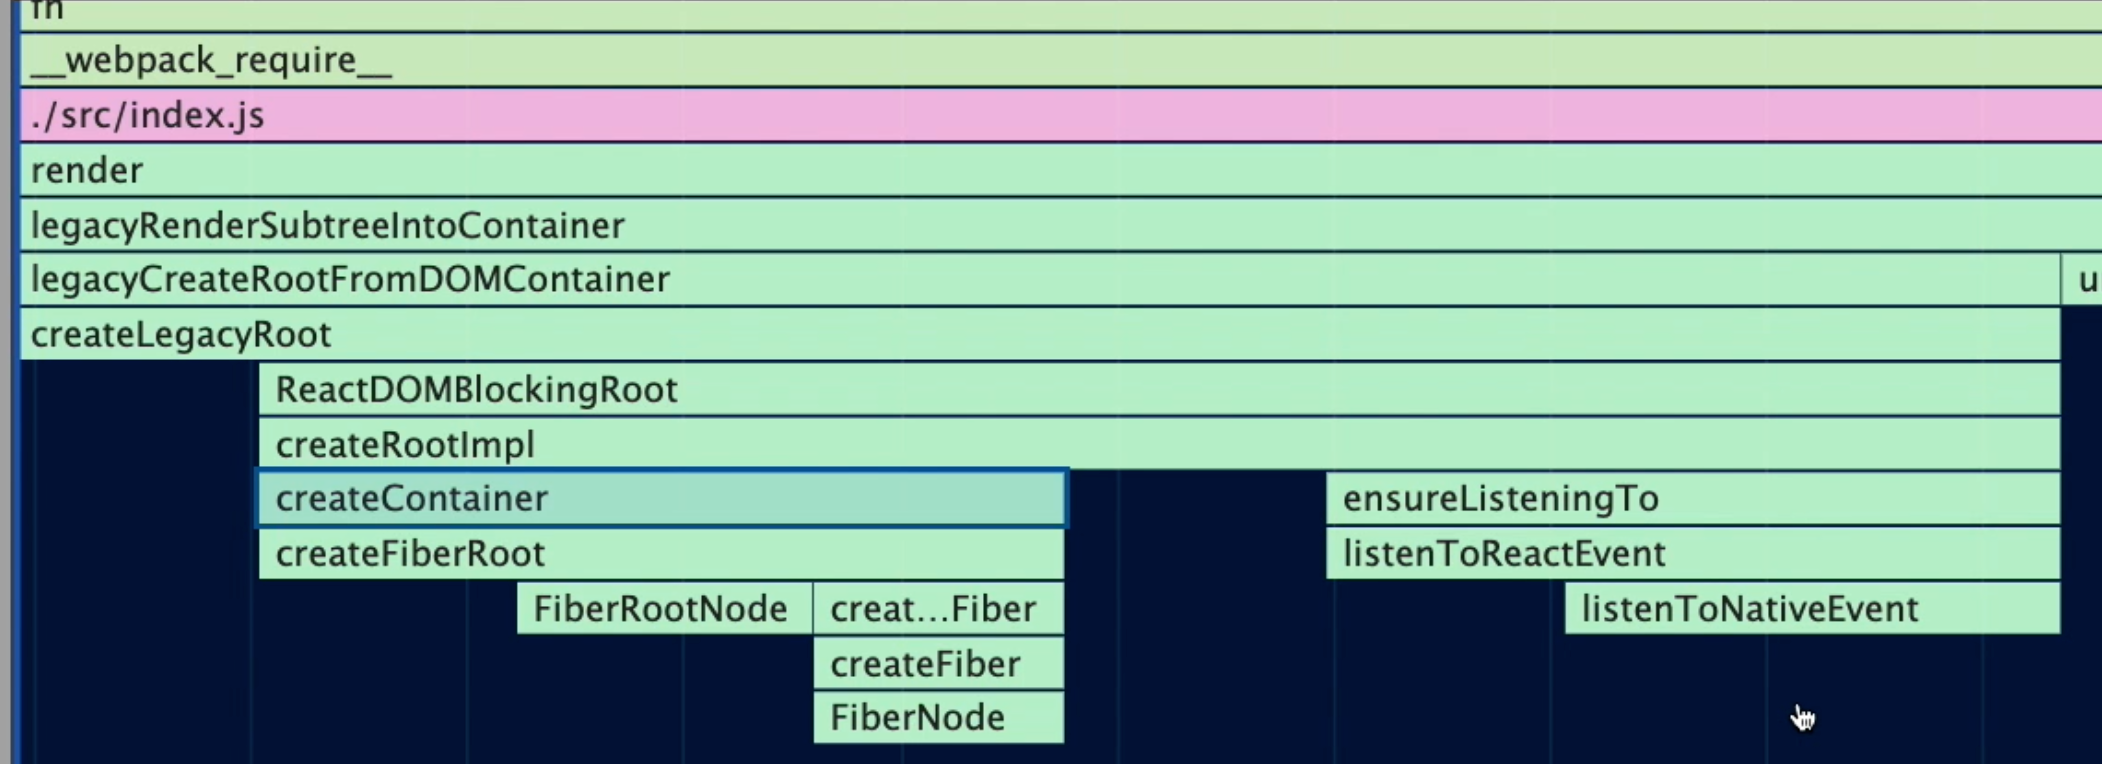 fn
__webpack_require__
./src/index.js
render
legacyRenderSubtreeIntoContainer
legacyCreateRootFromDOMContainer u
createLegacyRoot
ReactDOMBlockingRoot
createRootImpl
createContainer ensureListeningTo
createFiberRoot listenToReactEvent
FiberRootNode creat...Fiber listenToNativeEvent
createFiber
FiberNode